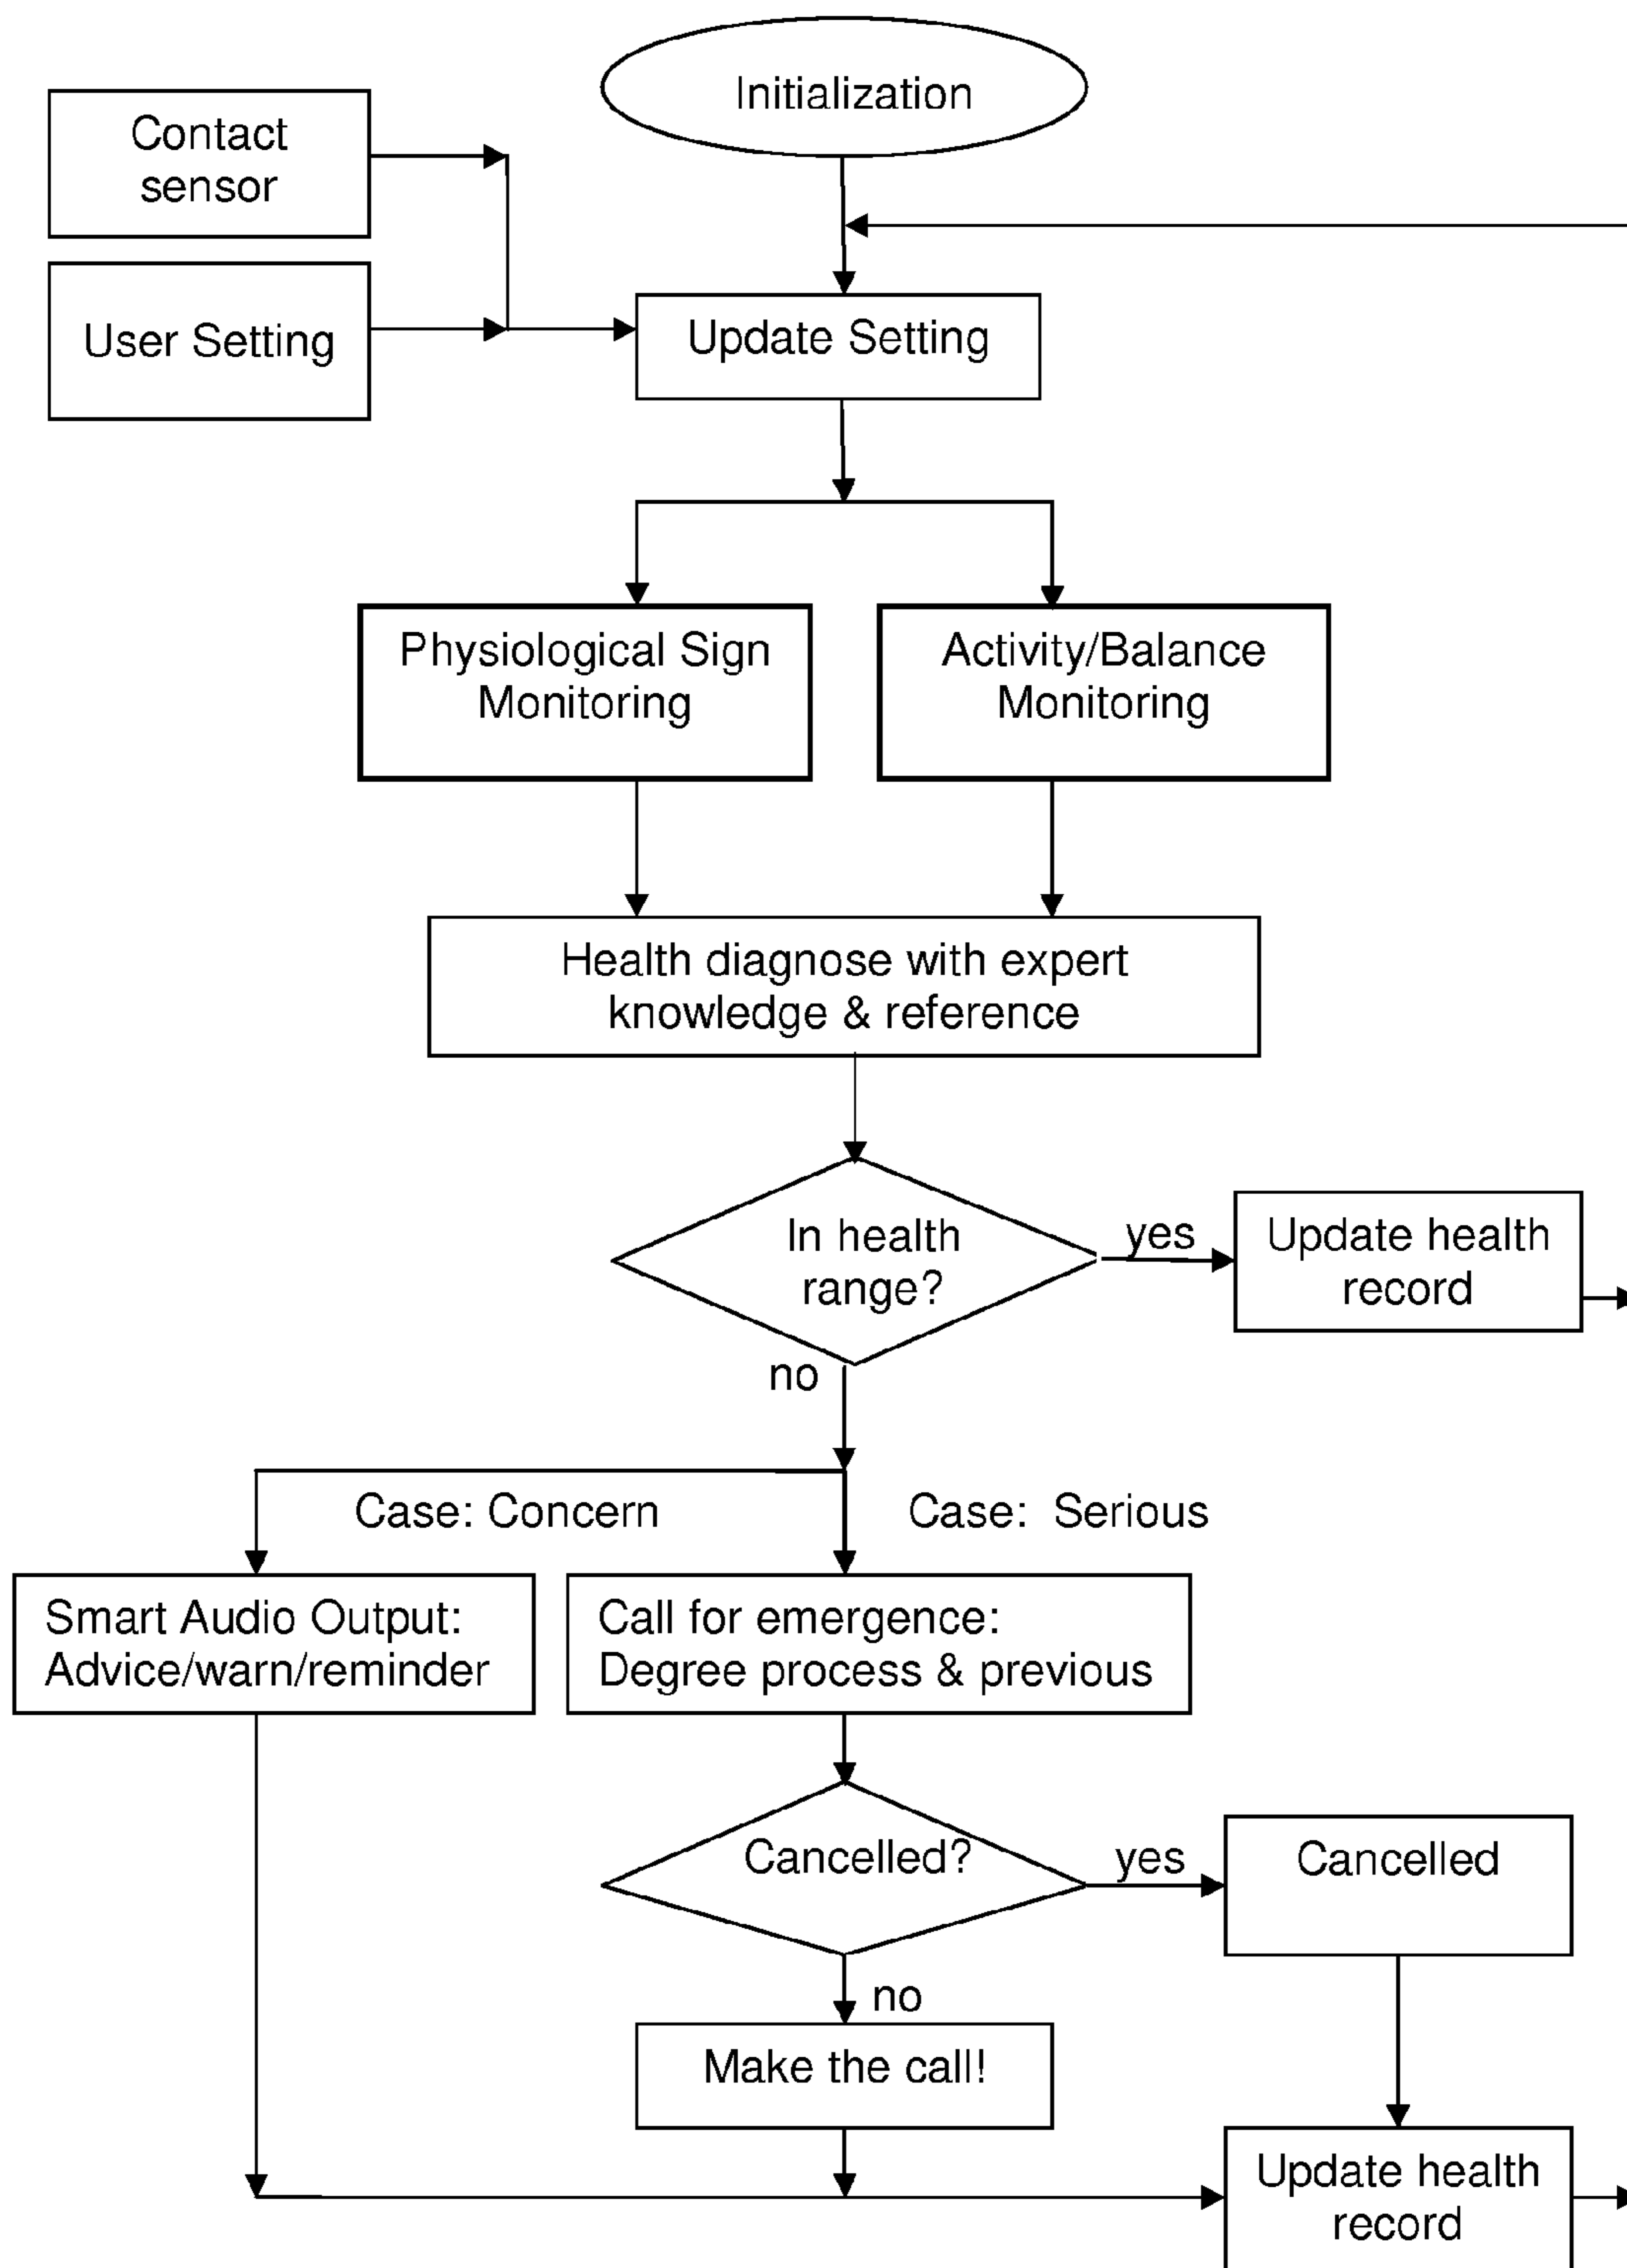 Initialization
Contact
sensor
User Setting
Update Setting
Physiological Sign
Monitoring
Activity/Balance
Monitoring
Health diagnose with expert
knowledge & reference
In health
range?
yes
Update health
record
no
Case: Concern
Case: Serious
Smart Audio Output:
Advice/warn/reminder
Call for emergence:
Degree process & previous
Cancelled?
yes
Cancelled
no
Make the call!
Update health
record